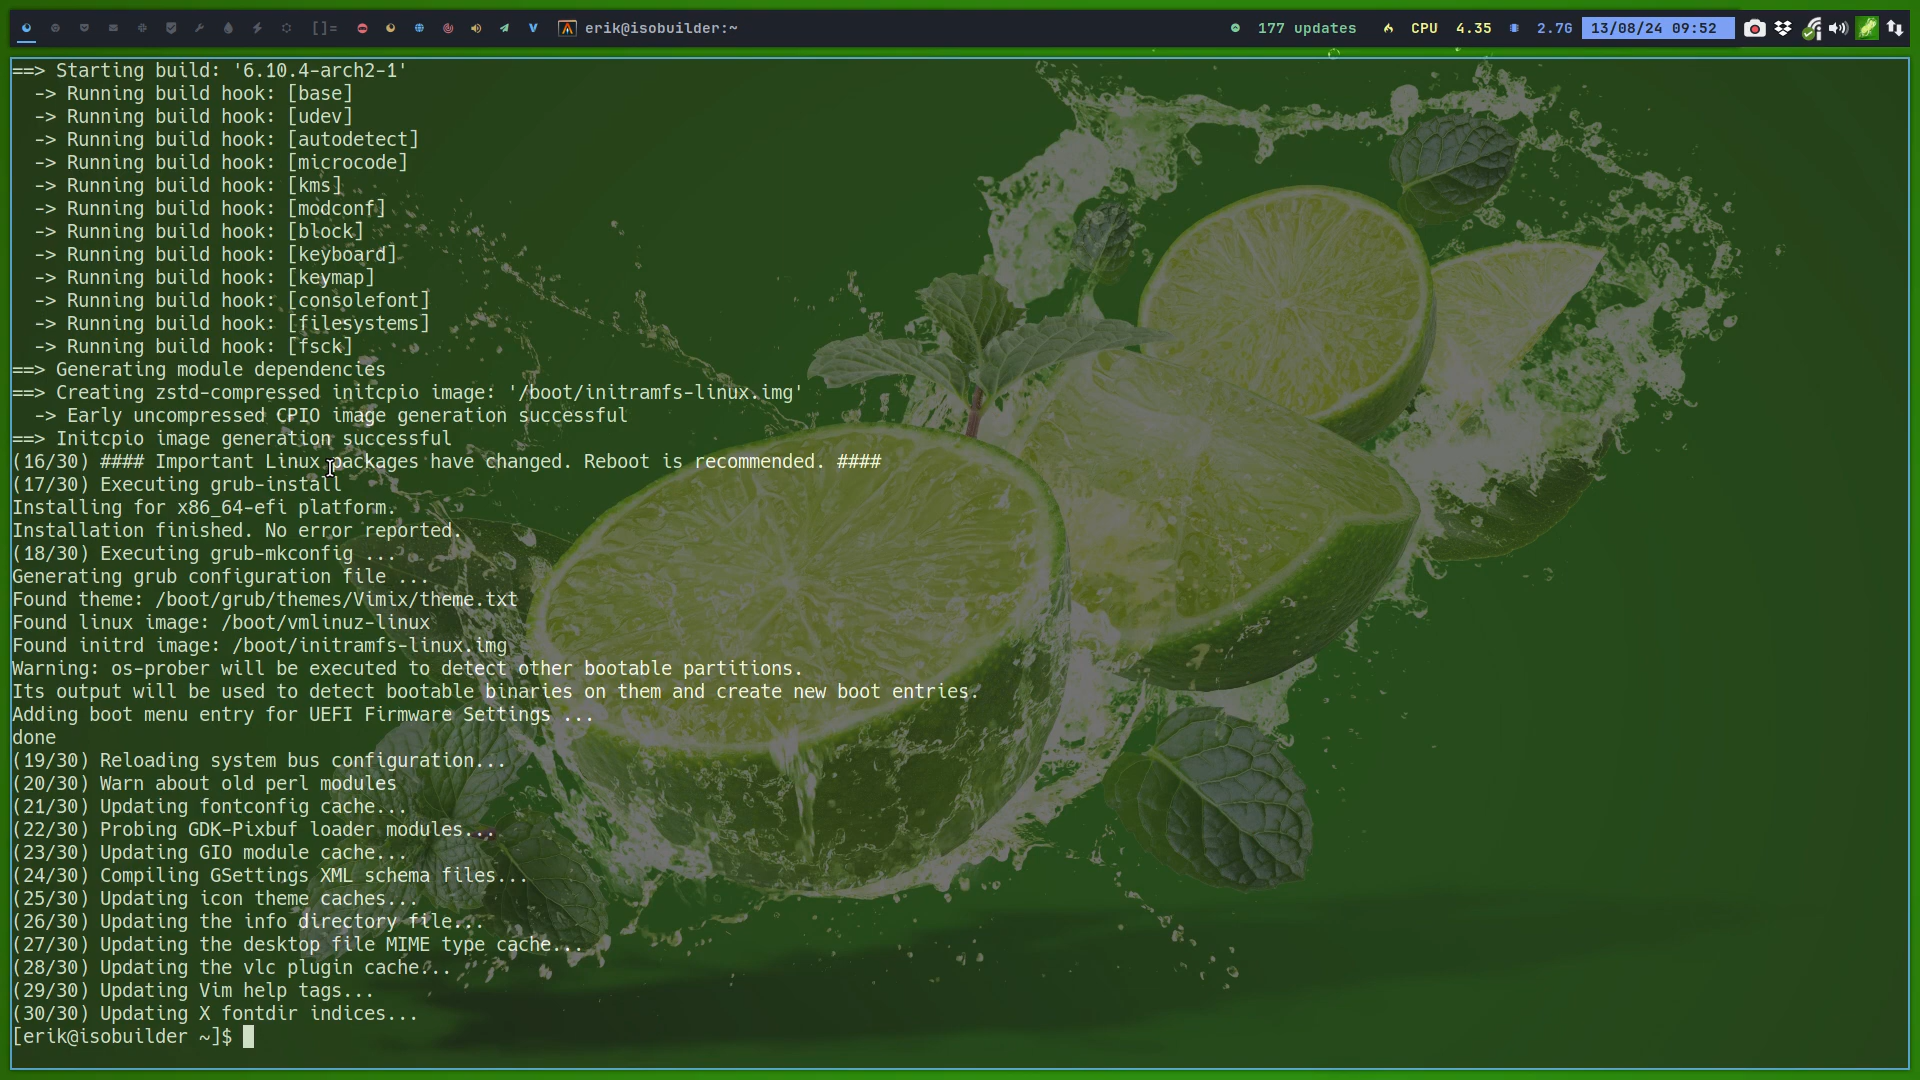 []= erik@isobuilder:~ 177 updates CPU 4.35 2.7G 13/08/24 09:52
==> Starting build: '6.10.4-arch2-1'
  -> Running build hook: [base]
  -> Running build hook: [udev]
  -> Running build hook: [autodetect]
  -> Running build hook: [microcode]
  -> Running build hook: [kms]
  -> Running build hook: [modconf]
  -> Running build hook: [block]
  -> Running build hook: [keyboard]
  -> Running build hook: [keymap]
  -> Running build hook: [consolefont]
  -> Running build hook: [filesystems]
  -> Running build hook: [fsck]
==> Generating module dependencies
==> Creating zstd-compressed initcpio image: '/boot/initramfs-linux.img'
  -> Early uncompressed CPIO image generation successful
==> Initcpio image generation successful
(16/30) #### Important Linux packages have changed. Reboot is recommended. ####
(17/30) Executing grub-install
Installing for x86_64-efi platform.
Installation finished. No error reported.
(18/30) Executing grub-mkconfig ...
Generating grub configuration file ...
Found theme: /boot/grub/themes/Vimix/theme.txt
Found linux image: /boot/vmlinuz-linux
Found initrd image: /boot/initramfs-linux.img
Warning: os-prober will be executed to detect other bootable partitions.
Its output will be used to detect bootable binaries on them and create new boot entries.
Adding boot menu entry for UEFI Firmware Settings ...
done
(19/30) Reloading system bus configuration...
(20/30) Warn about old perl modules
(21/30) Updating fontconfig cache...
(22/30) Probing GDK-Pixbuf loader modules...
(23/30) Updating GIO module cache...
(24/30) Compiling GSettings XML schema files...
(25/30) Updating icon theme caches...
(26/30) Updating the info directory file...
(27/30) Updating the desktop file MIME type cache...
(28/30) Updating the vlc plugin cache...
(29/30) Updating Vim help tags...
(30/30) Updating X fontdir indices...
[erik@isobuilder ~]$